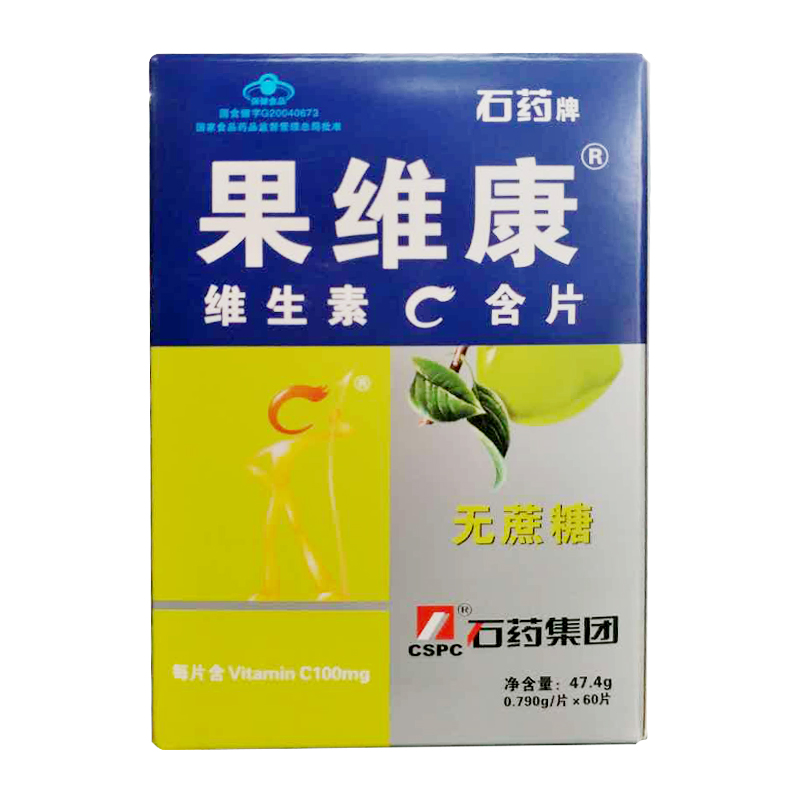 保健食品
国食健字G20040673
国家食品药品监督管理总局批准
石药牌
果维康®
维生素C含片
C®
无蔗糖
®
CSPC 石药集团
每片含Vitamin C100mg
净含量：47.4g
0.790g/片×60片